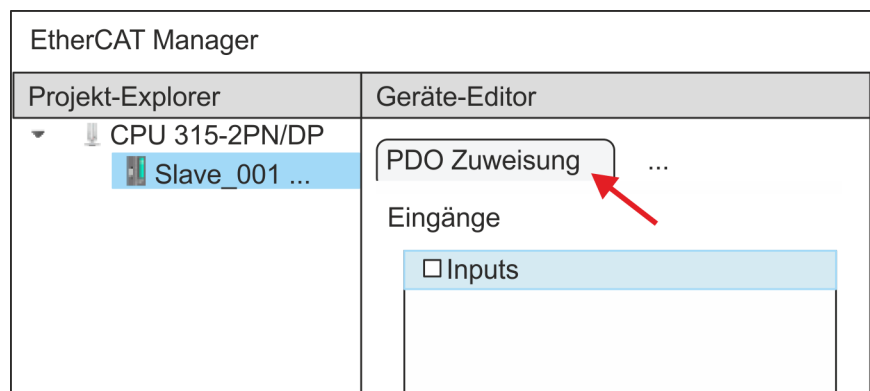 EtherCAT Manager
Projekt-Explorer
Geräte-Editor
CPU 315-2PN/DP
Slave_001 ...
PDO Zuweisung
...
Eingänge
Inputs